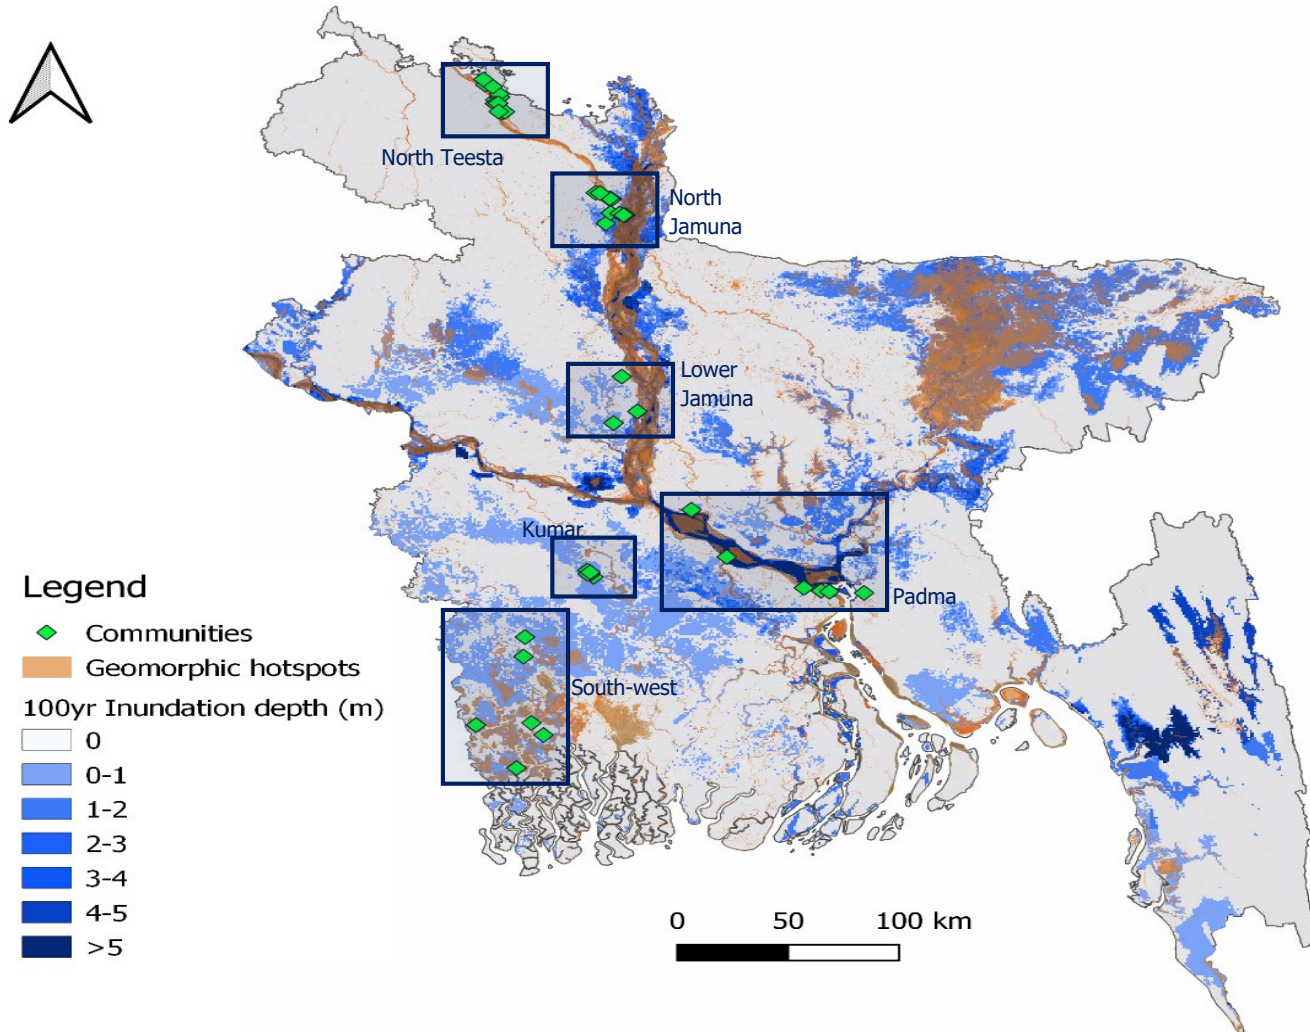 North Teesta
North
Jamuna
Lower
Jamuna
Kumar
Padma
South-west
Legend
Communities
Geomorphic hotspots
100yr Inundation depth (m)
0
0-1
1-2
2-3
3-4
4-5
>5
0 50 100 km